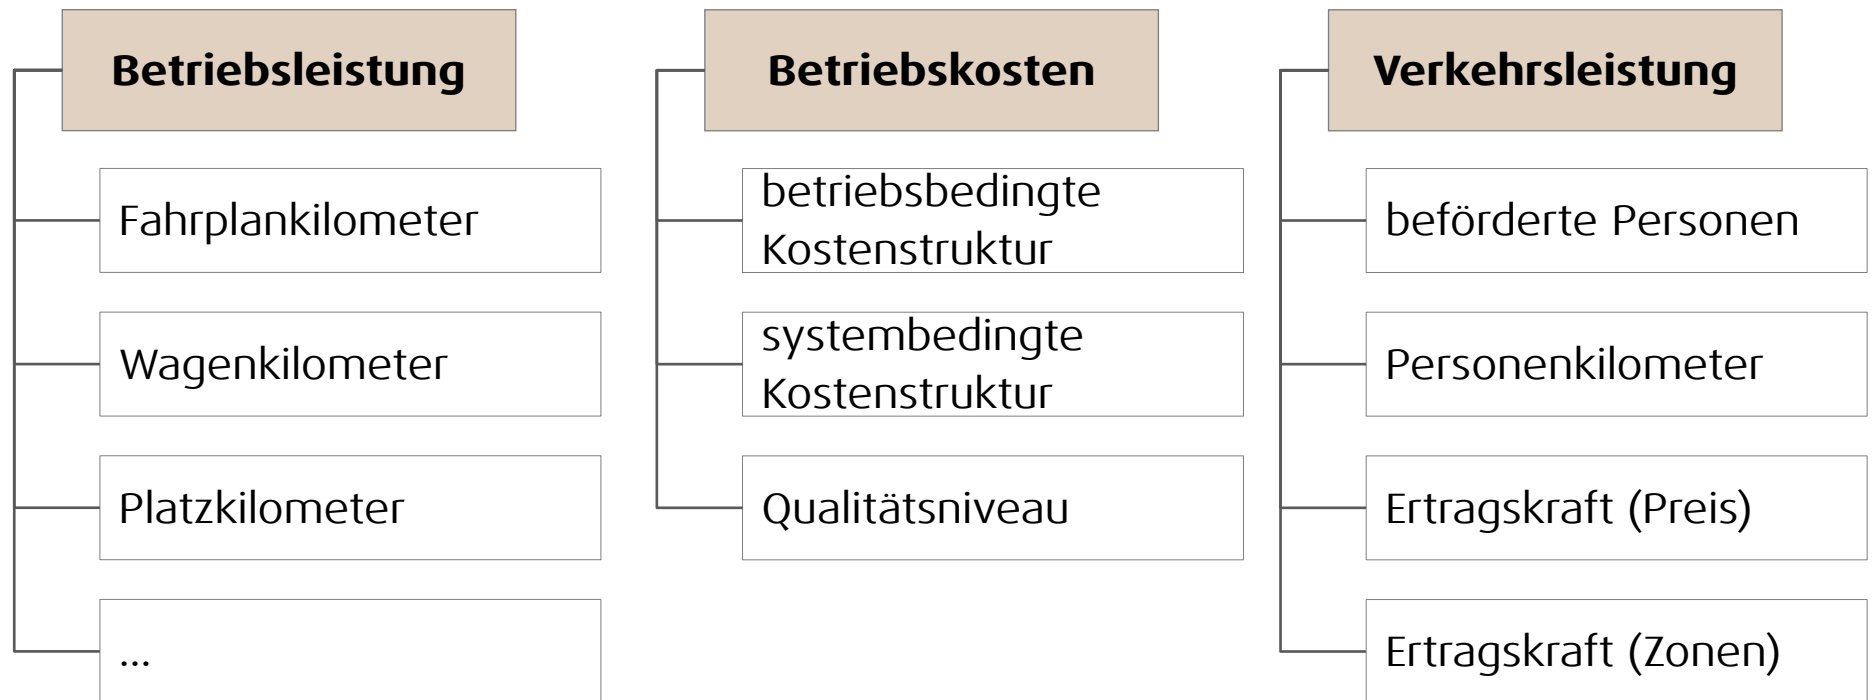 Betriebsleistung
Fahrplankilometer
Wagenkilometer
Platzkilometer
...
Betriebskosten
betriebsbedingte
Kostenstruktur
systembedingte
Kostenstruktur
Qualitätsniveau
Verkehrsleistung
beförderte Personen
Personenkilometer
Ertragskraft (Preis)
Ertragskraft (Zonen)